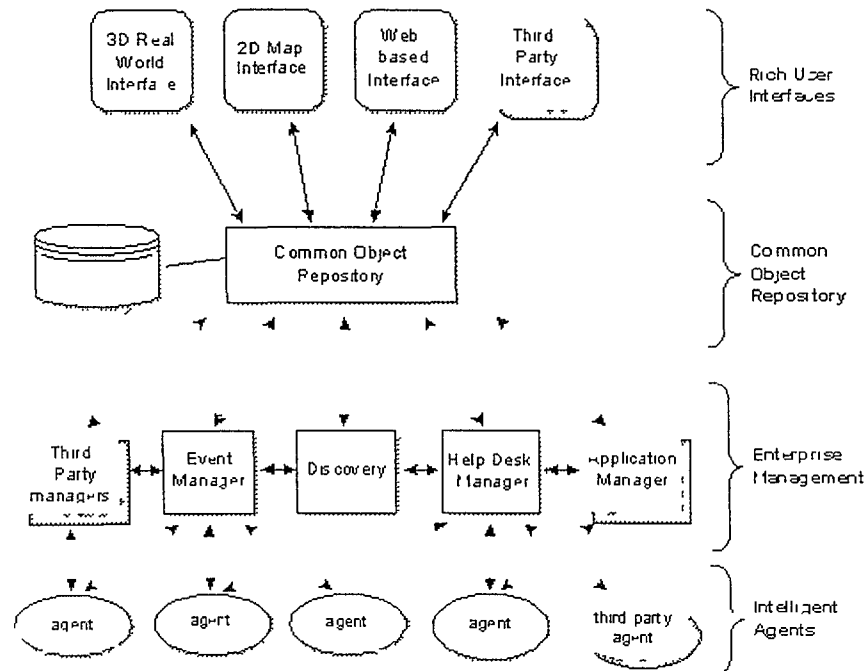 3D Real
World
Interface
2D Map
Interface
Web
based
Interface
Third
Party
Interface
Rich User
Interfaces
Common Object
Repository
Common
Object
Repository
Third
Party
managers
Event
Manager
Discovery
Help Desk
Manager
Application
Manager
Enterprise
Management
agent
agent
agent
agent
third party
agent
Intelligent
Agents